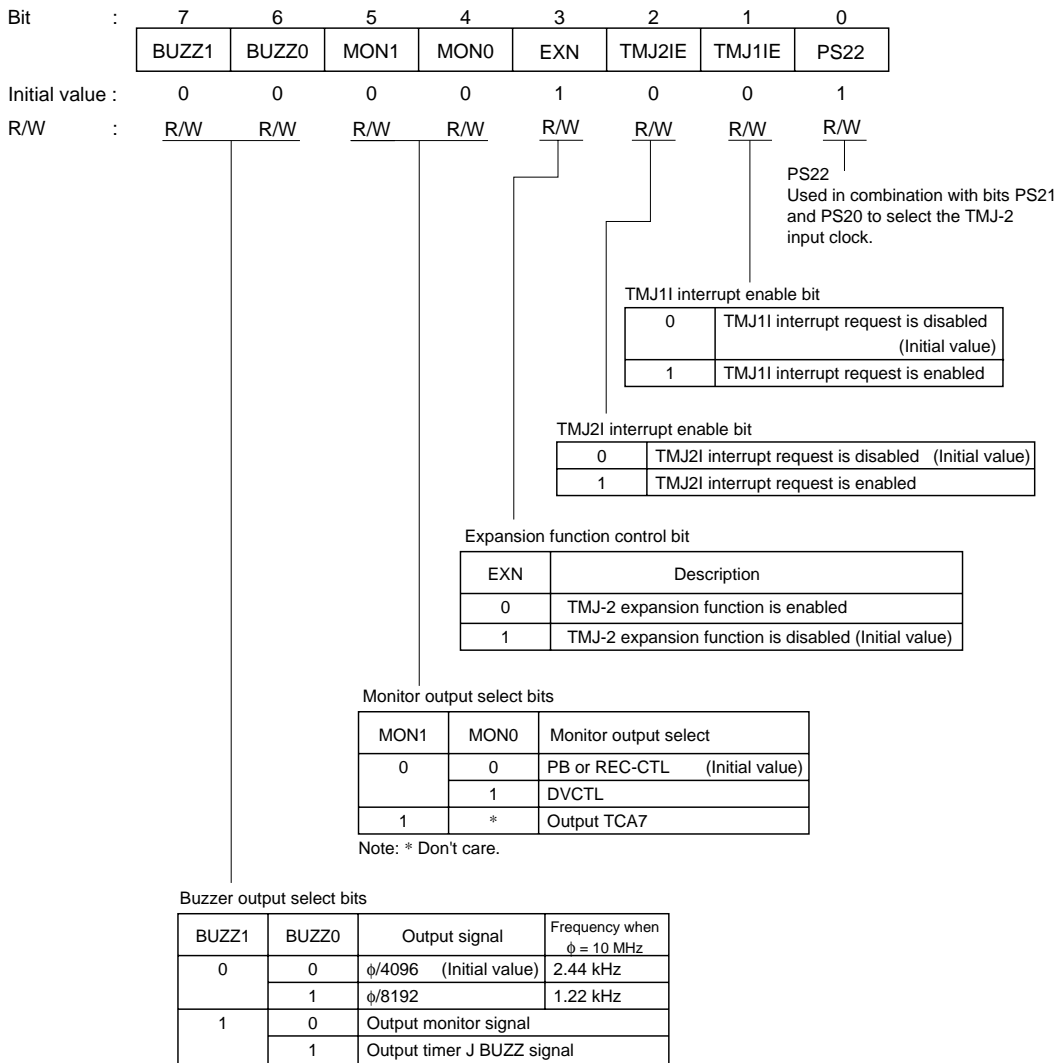 Bit : 7 6 5 4 3 2 1 0
BUZZ1 BUZZ0 MON1 MON0 EXN TMJ2IE TMJ1IE PS22
Initial value : 0 0 0 0 1 0 0 1
R/W : R/W R/W R/W R/W R/W R/W R/W R/W
PS22
Used in combination with bits PS21
and PS20 to select the TMJ-2
input clock.
TMJ1I interrupt enable bit
0 TMJ1I interrupt request is disabled
(Initial value)
1 TMJ1I interrupt request is enabled
TMJ2I interrupt enable bit
0 TMJ2I interrupt request is disabled (Initial value)
1 TMJ2I interrupt request is enabled
Expansion function control bit
EXN Description
0 TMJ-2 expansion function is enabled
1 TMJ-2 expansion function is disabled (Initial value)
Monitor output select bits
MON1 MON0 Monitor output select
0 0 PB or REC-CTL (Initial value)
1 DVCTL
1 * Output TCA7
Note: * Don't care.
Buzzer output select bits
BUZZ1 BUZZ0 Output signal Frequency when
ϕ = 10 MHz
0 0 ϕ/4096 (Initial value) 2.44 kHz
1 ϕ/8192 1.22 kHz
1 0 Output monitor signal
1 Output timer J BUZZ signal